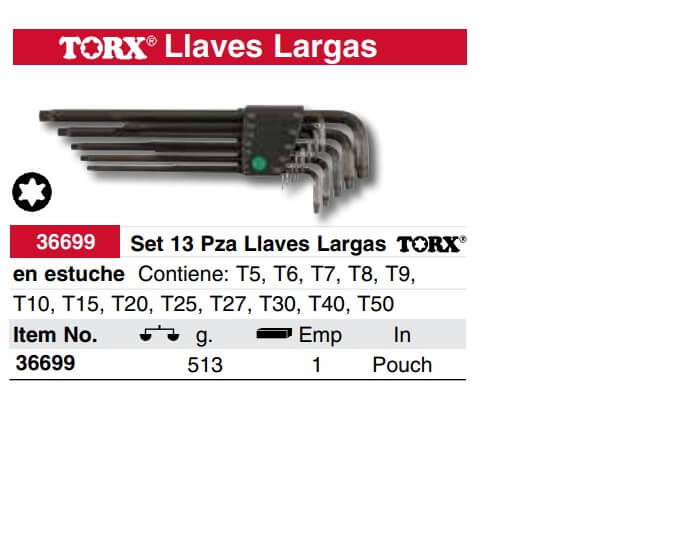 TORX® Llaves Largas
36699 Set 13 Pza Llaves Largas TORX®
en estuche Contiene: T5, T6, T7, T8, T9,
T10, T15, T20, T25, T27, T30, T40, T50
Item No. g. Emp In
36699 513 1 Pouch